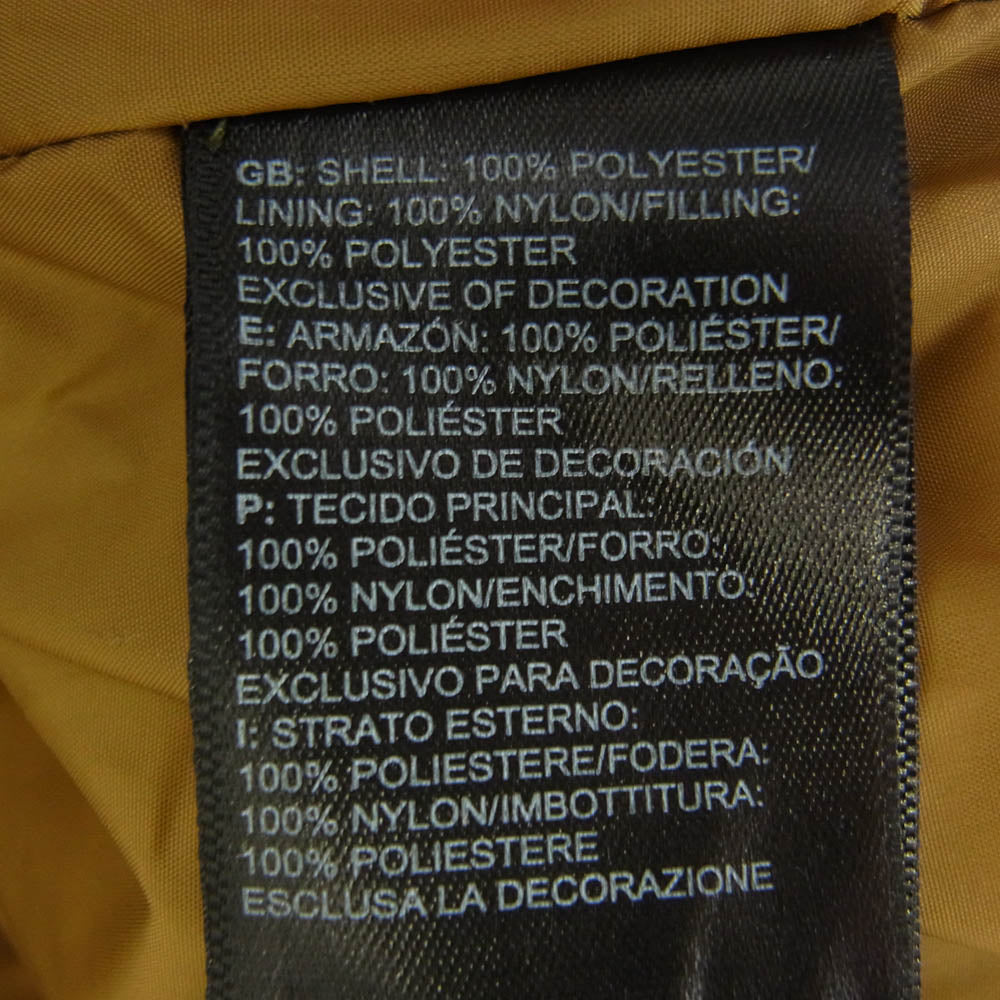 GB: SHELL: 100% POLYESTER/
LINING: 100% NYLON/FILLING:
100% POLYESTER
EXCLUSIVE OF DECORATION
E: ARMAZÓN: 100% POLIÉSTER/
FORRO: 100% NYLON/RELLENO:
100% POLIÉSTER
EXCLUSIVO DE DECORACIÓN
P: TECIDO PRINCIPAL:
100% POLIÉSTER/FORRO:
100% NYLON/ENCHIMENTO:
100% POLIÉSTER
EXCLUSIVO PARA DECORAÇÃO
I: STRATO ESTERNO:
100% POLIESTERE/FODERA:
100% NYLON/IMBOTTITURA:
100% POLIESTERE
ESCLUSA LA DECORAZIONE